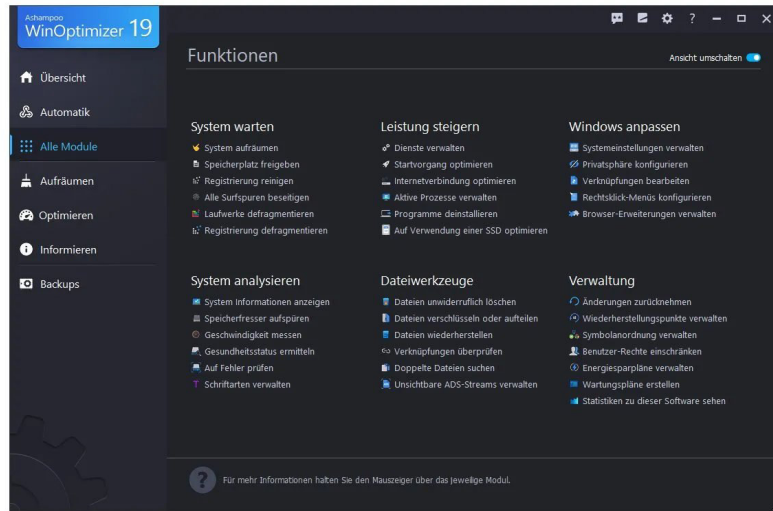 Ashampoo
WinOptimizer 19
?
Funktionen
Ansicht umschalten
Übersicht
Automatik
Alle Module
Aufräumen
Optimieren
Informieren
Backups
System warten
System aufräumen
Speicherplatz freigeben
Registrierung reinigen
Alle Surfspuren beseitigen
Laufwerke defragmentieren
Registrierung defragmentieren
Leistung steigern
Dienste verwalten
Startvorgang optimieren
Internetverbindung optimieren
Aktive Prozesse verwalten
Programme deinstallieren
Auf Verwendung einer SSD optimieren
Windows anpassen
Systemeinstellungen verwalten
Privatsphäre konfigurieren
Verknüpfungen bearbeiten
Rechtsklick-Menüs konfigurieren
Browser-Erweiterungen verwalten
System analysieren
System Informationen anzeigen
Speicherfresser aufspüren
Geschwindigkeit messen
Gesundheitsstatus ermitteln
Auf Fehler prüfen
Schriftarten verwalten
Dateiwerkzeuge
Dateien unwiderruflich löschen
Dateien verschlüsseln oder aufteilen
Dateien wiederherstellen
Verknüpfungen überprüfen
Doppelte Dateien suchen
Unsichtbare ADS-Streams verwalten
Verwaltung
Änderungen zurücknehmen
Wiederherstellungspunkte verwalten
Symbolanordnung verwalten
Benutzer-Rechte einschränken
Energiesparpläne verwalten
Wartungspläne erstellen
Statistiken zu dieser Software sehen
?
Für mehr Informationen halten Sie den Mauszeiger über das jeweilige Modul.